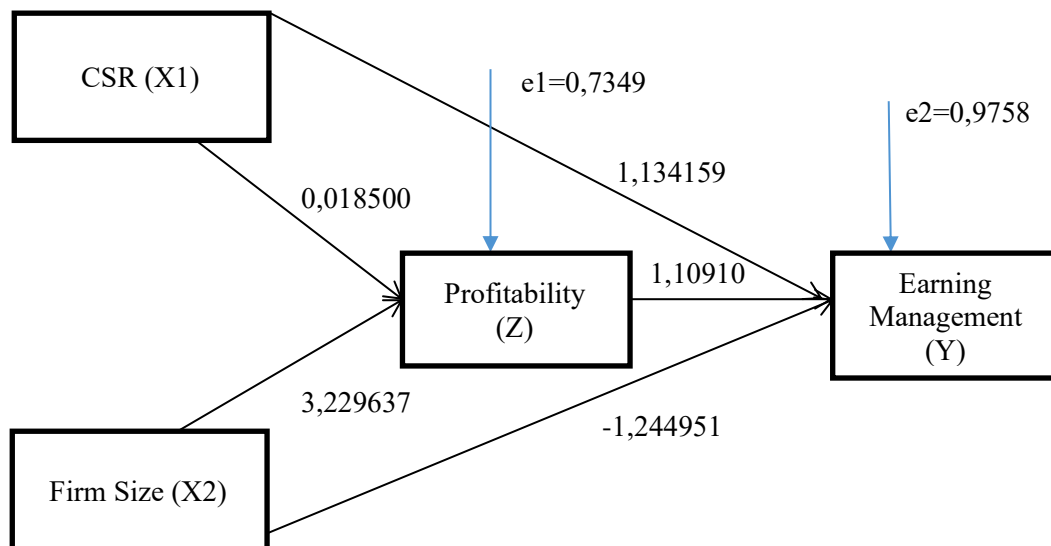 CSR (X1)
e1=0,7349
e2=0,9758
1,134159
0,018500
Profitability
(Z)
1,10910
Earning
Management
(Y)
3,229637
-1,244951
Firm Size (X2)